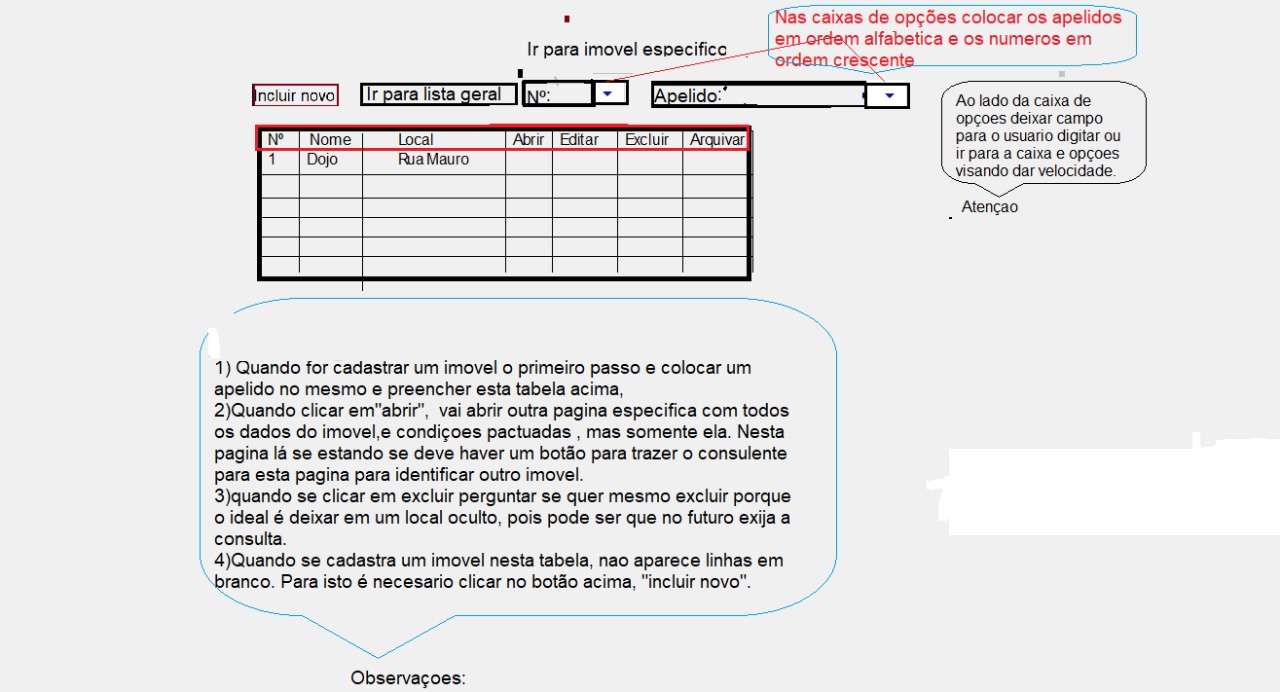 Nas caixas de opções colocar os apelidos
em ordem alfabetica e os numeros em
ordem crescente
Ir para imovel especifico
Incluir novo
Ir para lista geral
Nº:
Apelido:
Ao lado da caixa de
opçoes deixar campo
para o usuario digitar ou
ir para a caixa e opçoes
visando dar velocidade.
Atençao
Nº Nome Local Abrir Editar Excluir Arquivar
1 Dojo Rua Mauro
1) Quando for cadastrar um imovel o primeiro passo e colocar um
apelido no mesmo e preencher esta tabela acima,
2)Quando clicar em"abrir", vai abrir outra pagina especifica com todos
os dados do imovel,e condiçoes pactuadas , mas somente ela. Nesta
pagina lá se estando se deve haver um botão para trazer o consulente
para esta pagina para identificar outro imovel.
3)quando se clicar em excluir perguntar se quer mesmo excluir porque
o ideal é deixar em um local oculto, pois pode ser que no futuro exija a
consulta.
4)Quando se cadastra um imovel nesta tabela, nao aparece linhas em
branco. Para isto é necesario clicar no botão acima, "incluir novo".
Observaçoes: